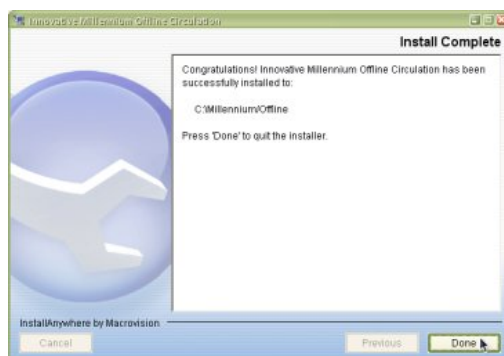 Innovative Millennium Offline Circulation
Install Complete
Congratulations! Innovative Millennium Offline Circulation has been
successfully installed to:
C:\Millennium/Offline
Press 'Done' to quit the installer.
InstallAnywhere by Macrovision
Cancel
Previous
Done